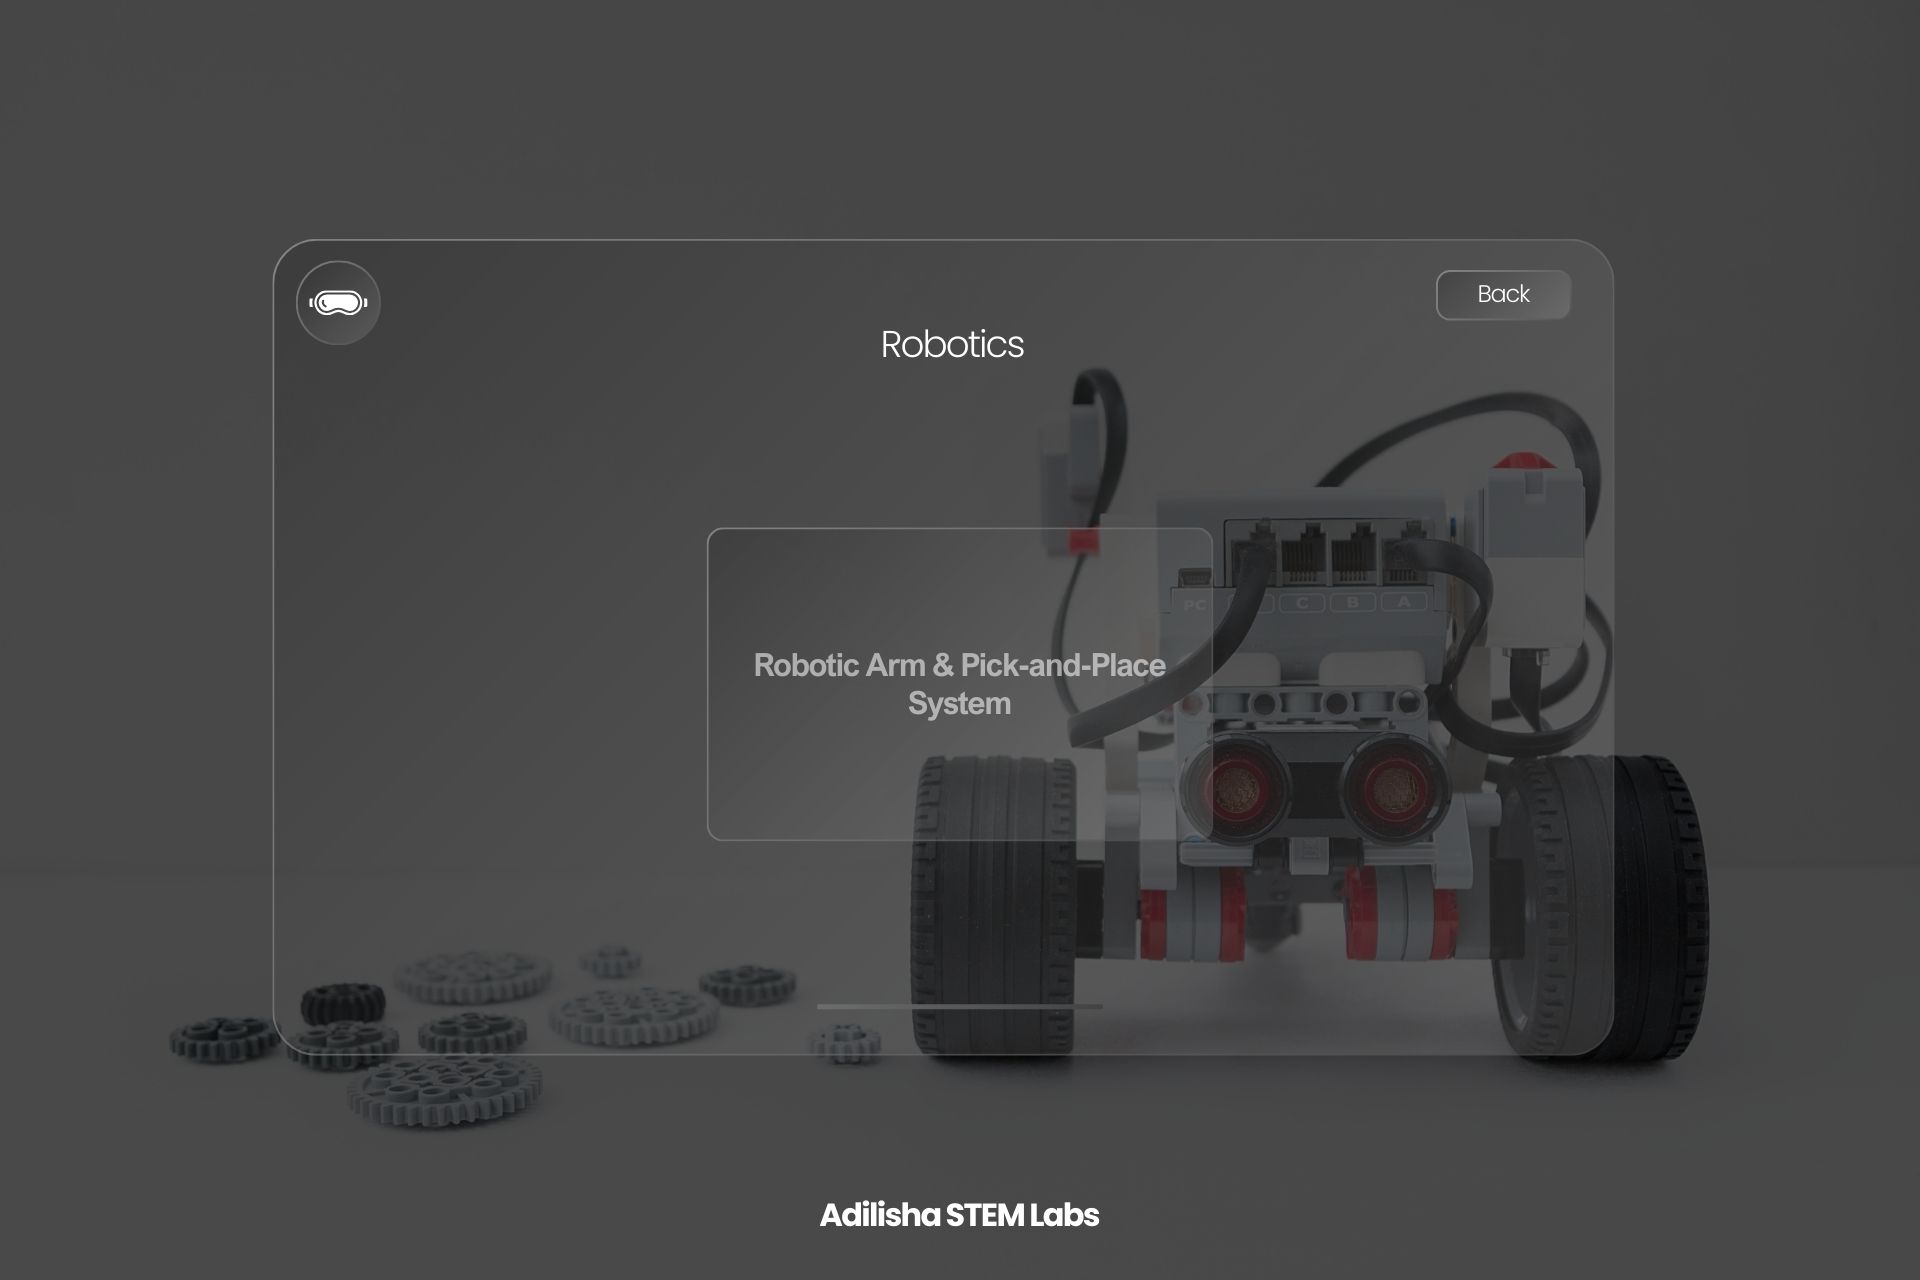 Back
Robotics
PC
C B A
Robotic Arm & Pick-and-Place
System
Adilisha STEM Labs